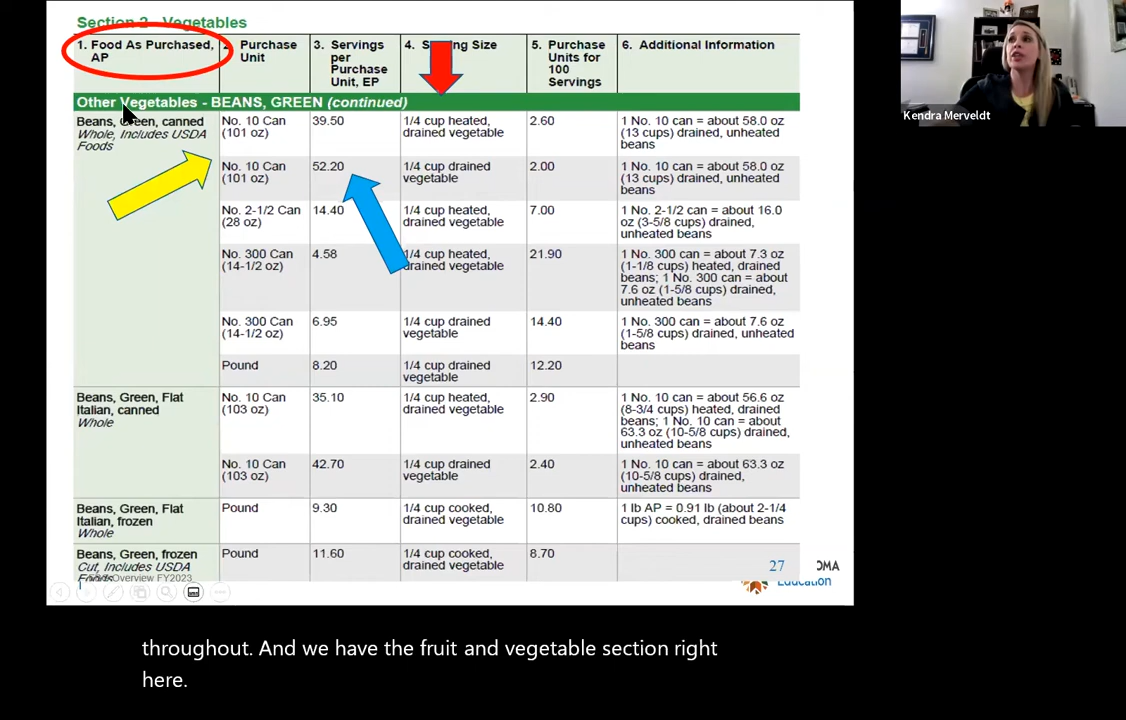 Section 2 - Vegetables
1. Food As Purchased, AP
2. Purchase Unit
3. Servings per Purchase Unit, EP
4. Serving Size
5. Purchase Units for 100 Servings
6. Additional Information
Other Vegetables - BEANS, GREEN (continued)
Beans, Green, canned
Whole, Includes USDA
Foods
No. 10 Can
(101 oz)
39.50
1/4 cup heated,
drained vegetable
2.60
1 No. 10 can = about 58.0 oz
(13 cups) drained, unheated
beans
No. 10 Can
(101 oz)
52.20
1/4 cup drained
vegetable
2.00
1 No. 10 can = about 58.0 oz
(13 cups) drained, unheated
beans
No. 2-1/2 Can
(28 oz)
14.40
1/4 cup heated,
drained vegetable
7.00
1 No. 2-1/2 can = about 16.0
oz (3-5/8 cups) drained,
unheated beans
No. 300 Can
(14-1/2 oz)
4.58
1/4 cup heated,
drained vegetable
21.90
1 No. 300 can = about 7.3 oz
(1-1/8 cups) heated, drained
beans; 1 No. 300 can = about
7.6 oz (1-5/8 cups) drained,
unheated beans
No. 300 Can
(14-1/2 oz)
6.95
1/4 cup drained
vegetable
14.40
1 No. 300 can = about 7.6 oz
(1-5/8 cups) drained, unheated
beans
Pound
8.20
1/4 cup drained
vegetable
12.20
Beans, Green, Flat
Italian, canned
Whole
No. 10 Can
(103 oz)
35.10
1/4 cup heated,
drained vegetable
2.90
1 No. 10 can = about 56.6 oz
(8-3/4 cups) heated, drained
beans; 1 No. 10 can = about
63.3 oz (10-5/8 cups) drained,
unheated beans
No. 10 Can
(103 oz)
42.70
1/4 cup drained
vegetable
2.40
1 No. 10 can = about 63.3 oz
(10-5/8 cups) drained,
unheated beans
Beans, Green, Flat
Italian, frozen
Whole
Pound
9.30
1/4 cup cooked,
drained vegetable
10.80
1 lb AP = 0.91 lb (about 2-1/4
cups) cooked, drained beans
Beans, Green, frozen
Cut, Includes USDA
Foods
Pound
11.60
1/4 cup cooked,
drained vegetable
8.70
Overview FY2023
27
OMA
Education
Kendra Merveldt
throughout. And we have the fruit and vegetable section right
here.